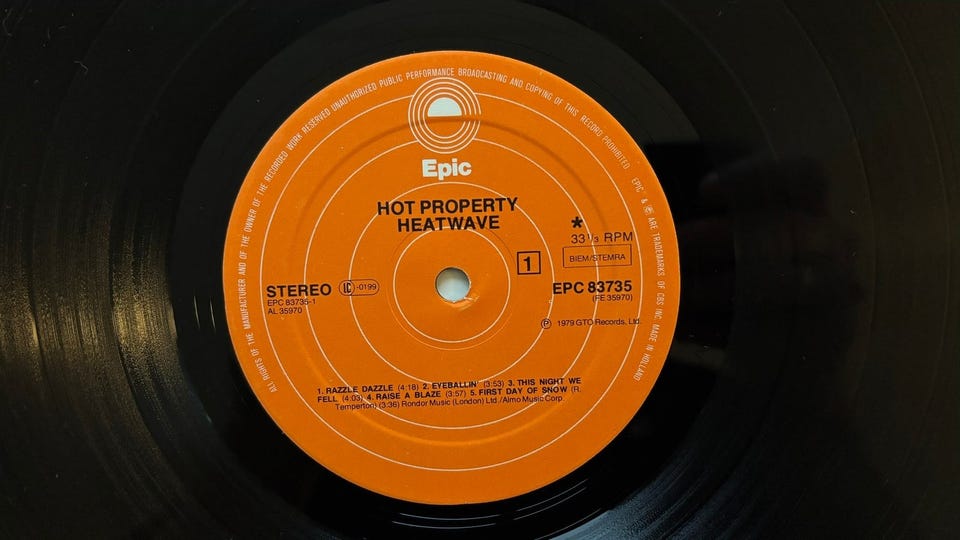 ALL RIGHTS OF THE MANUFACTURER AND OF THE OWNER OF THE RECORDED WORK RESERVED UNAUTHORIZED PUBLIC PERFORMANCE BROADCASTING AND COPYING OF THIS RECORD PROHIBITED. EPIC® & ARE TRADEMARKS OF CBS INC. MADE IN HOLLAND
Epic
HOT PROPERTY
HEATWAVE
*
33 1/3 RPM
1
BIEM/STEMRA
STEREO LC-0199
EPC 83735
EPC 83735-1
(FE 35970)
AL 35970
℗ 1979 GTO Records, Ltd.
1. RAZZLE DAZZLE (4:18) 2. EYEBALLIN' (3:53) 3. THIS NIGHT WE
FELL (4:03) 4. RAISE A BLAZE (3:57) 5. FIRST DAY OF SNOW (R.
Temperton) (3:36) Rondor Music (London) Ltd./Almo Music Corp.